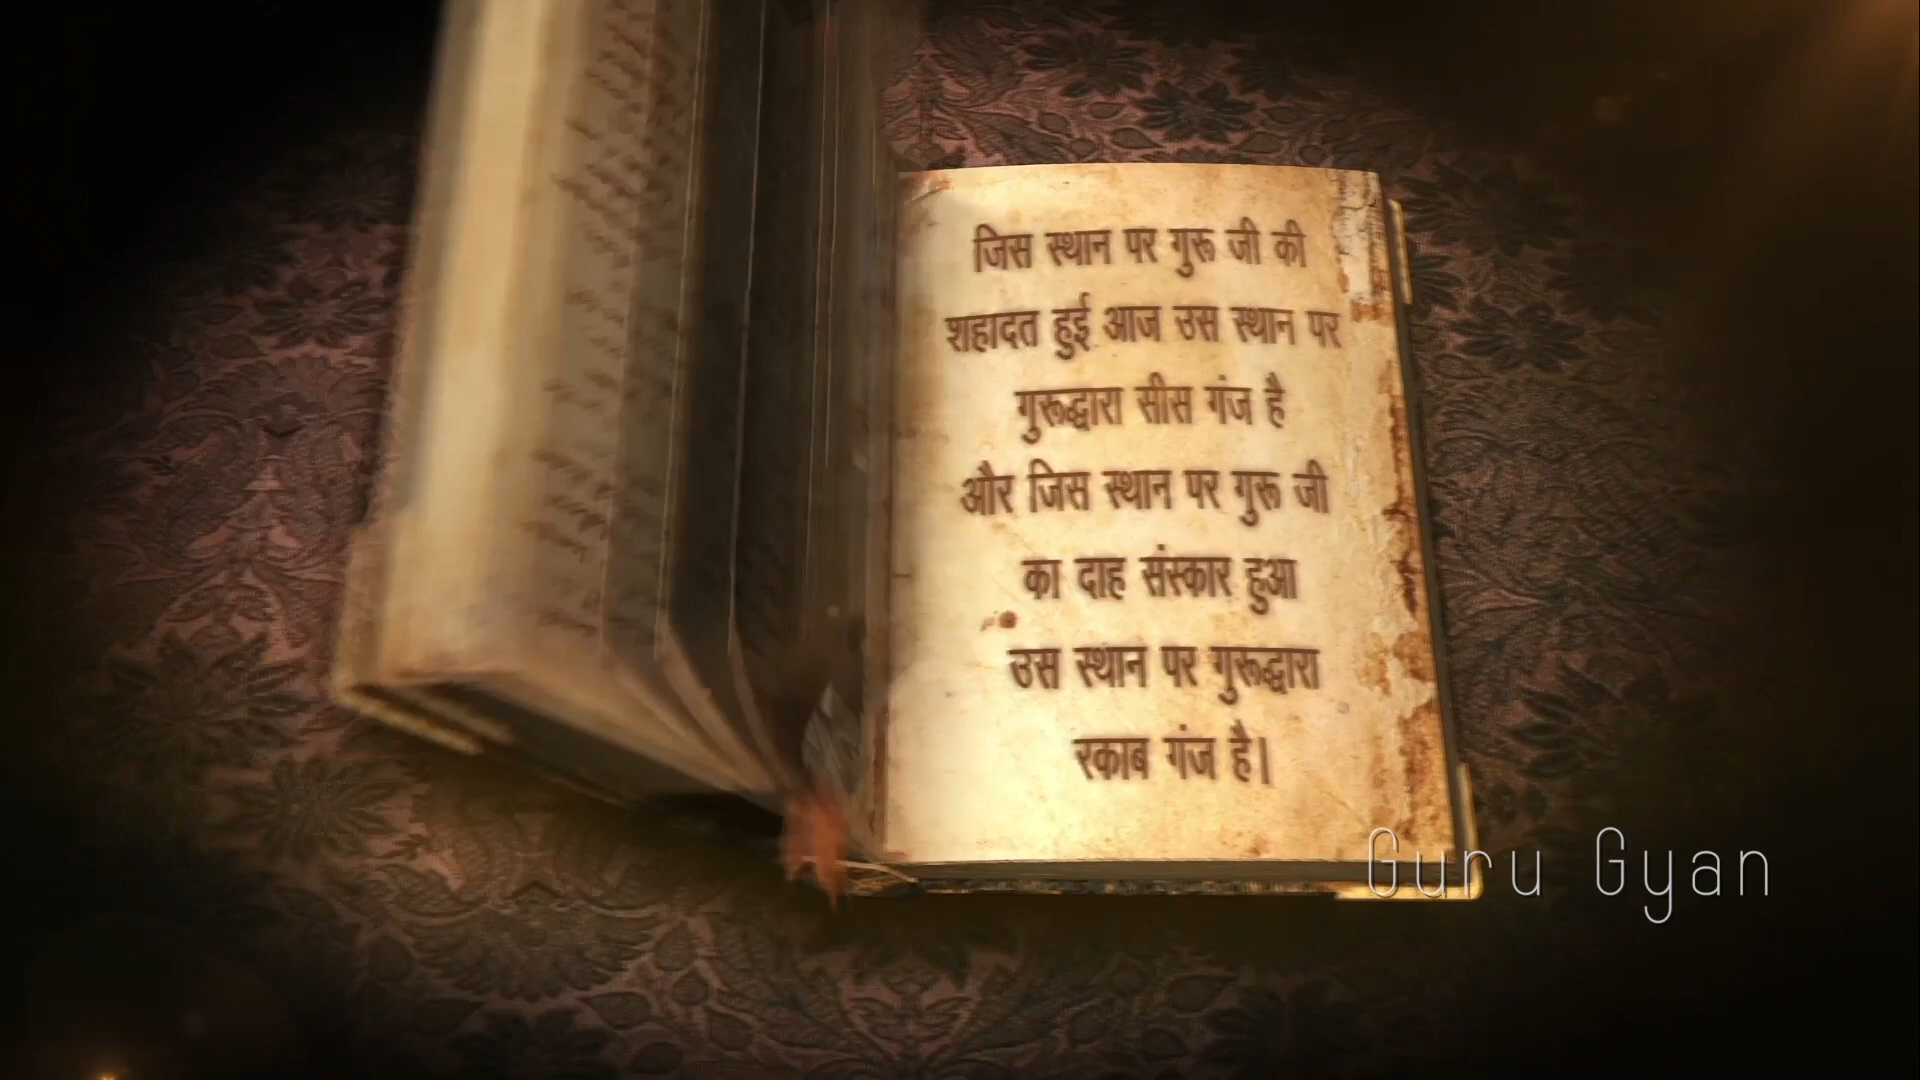 जिस स्थान पर गुरू जी की
शहादत हुई आज उस स्थान पर
गुरूद्धारा सीस गंज है
और जिस स्थान पर गुरू जी
का दाह संस्कार हुआ
उस स्थान पर गुरूद्धारा
रकाब गंज है।
Guru Gyan